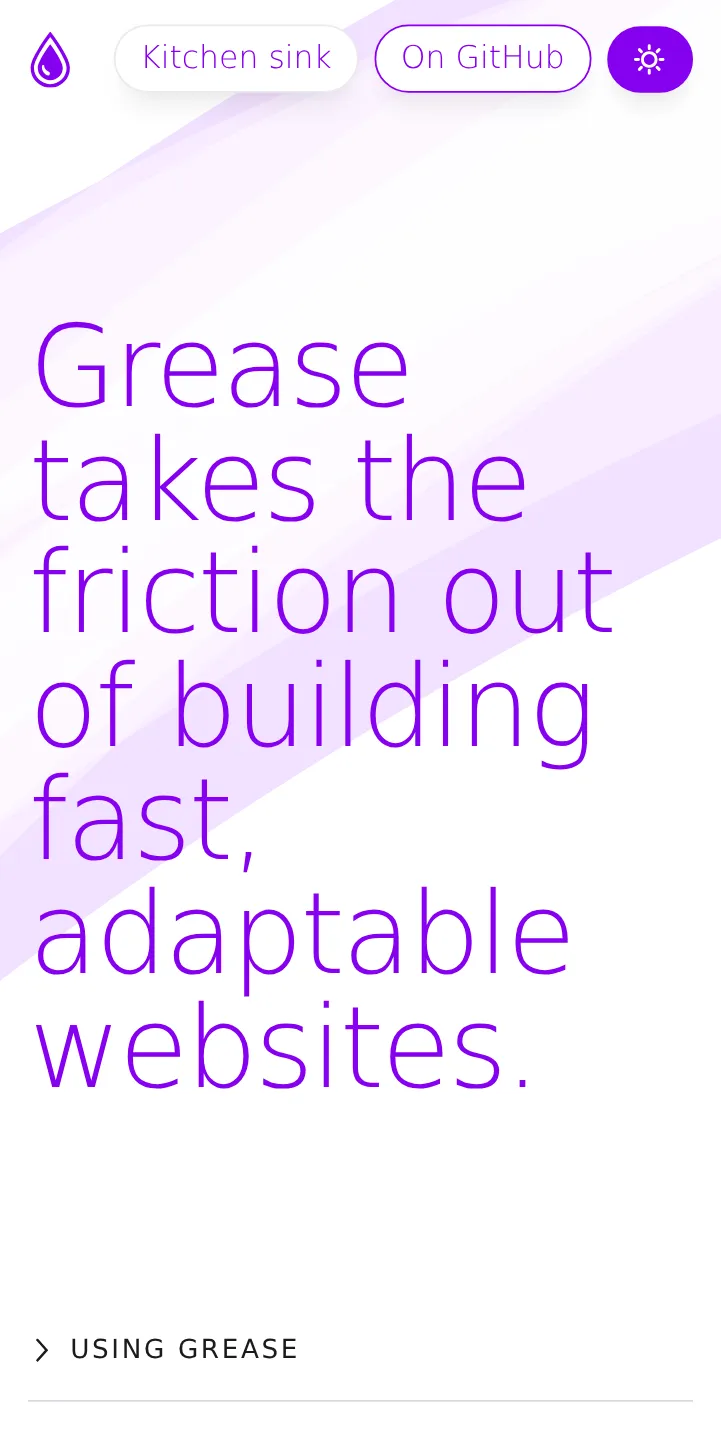 Kitchen sink
On GitHub
Grease
takes the
friction out
of building
fast,
adaptable
websites.
USING GREASE